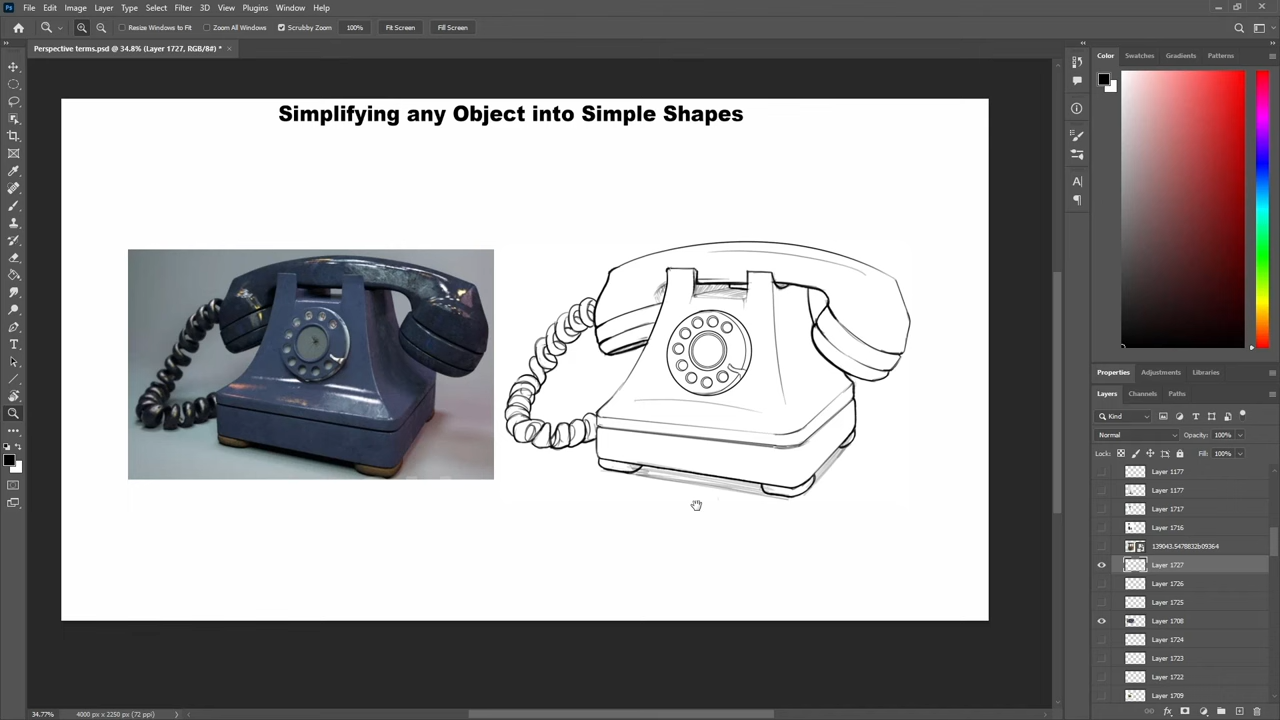 Ps File Edit Image Layer Type Select Filter 3D View Plugins Window Help
Resize Windows to Fit Zoom All Windows Scrubby Zoom 100% Fit Screen Fill Screen
Perspective terms.psd @ 34.8% (Layer 1727, RGB/8#) * ×
Color Swatches Gradients Patterns
Simplifying any Object into Simple Shapes
Properties Adjustments Libraries
Layers Channels Paths
Kind
Normal Opacity: 100%
Lock: Fill: 100%
Layer 1177
Layer 1177
Layer 1717
Layer 1716
139043.5478832b09364
Layer 1727
Layer 1726
Layer 1725
Layer 1708
Layer 1724
Layer 1723
Layer 1722
Layer 1709
34.77% 4000 px x 2250 px (72 ppi)